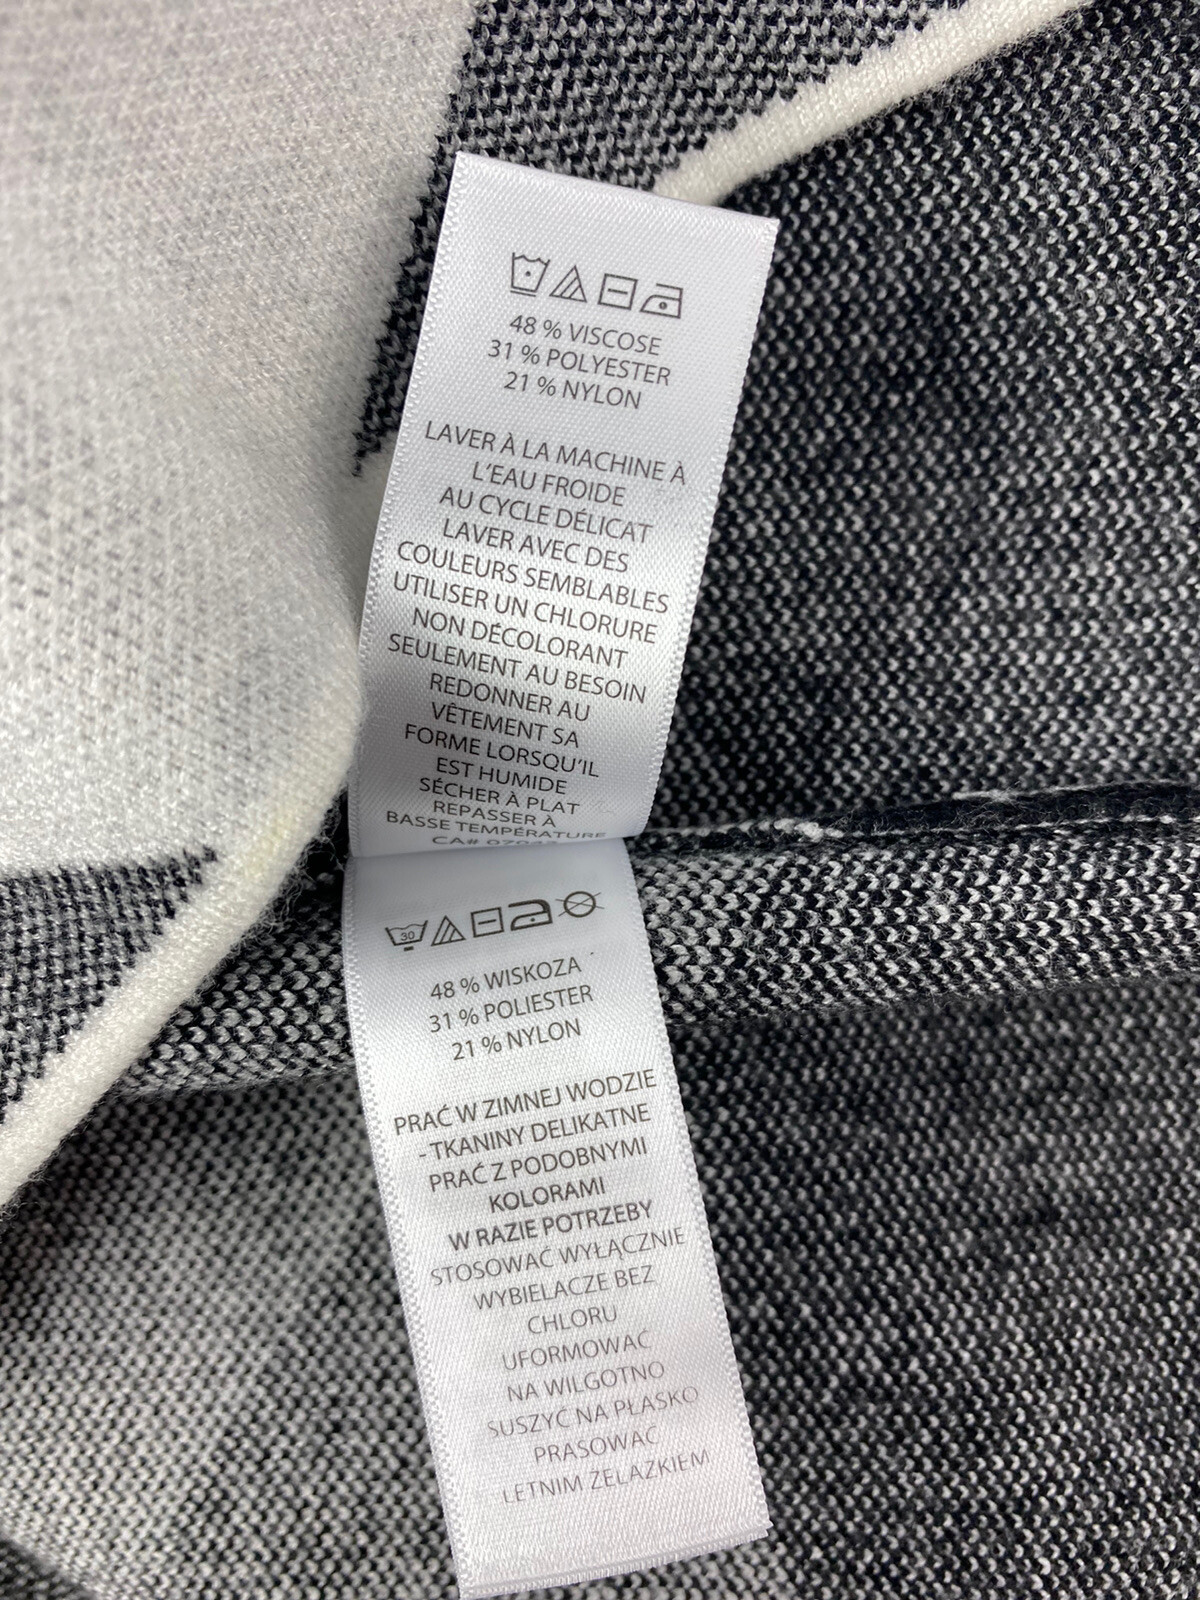 48 % VISCOSE
31 % POLYESTER
21 % NYLON
LAVER À LA MACHINE À
L'EAU FROIDE
AU CYCLE DÉLICAT
LAVER AVEC DES
COULEURS SEMBLABLES
UTILISER UN CHLORURE
NON DÉCOLORANT
SEULEMENT AU BESOIN
REDONNER AU
VÊTEMENT SA
FORME LORSQU'IL
EST HUMIDE
SÉCHER À PLAT
REPASSER À
BASSE TEMPÉRATURE
CA#
30
48 % WISKOZA
31 % POLIESTER
21 % NYLON
PRAĆ W ZIMNEJ WODZIE
- TKANINY DELIKATNE
PRAĆ Z PODOBNYMI
KOLORAMI
W RAZIE POTRZEBY
STOSOWAĆ WYŁĄCZNIE
WYBIELACZE BEZ
CHLORU
UFORMOWAĆ
NA WILGOTNO
SUSZYĆ NA PŁASKO
PRASOWAĆ
LETNIM ŻELAZKIEM